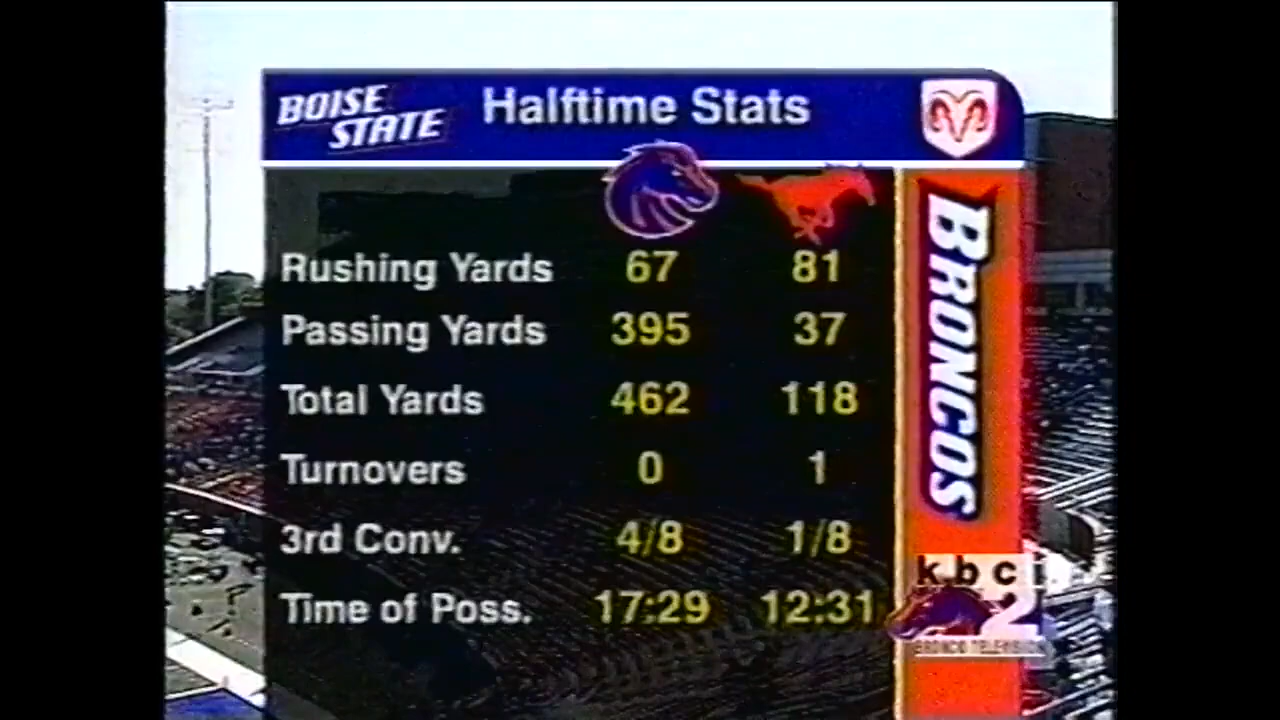 BOISE STATE
Halftime Stats
Rushing Yards 67 81
Passing Yards 395 37
Total Yards 462 118
Turnovers 0 1
3rd Conv. 4/8 1/8
Time of Poss. 17:29 12:31
BRONCOS
kbci
2
BRONCO TELEVISION